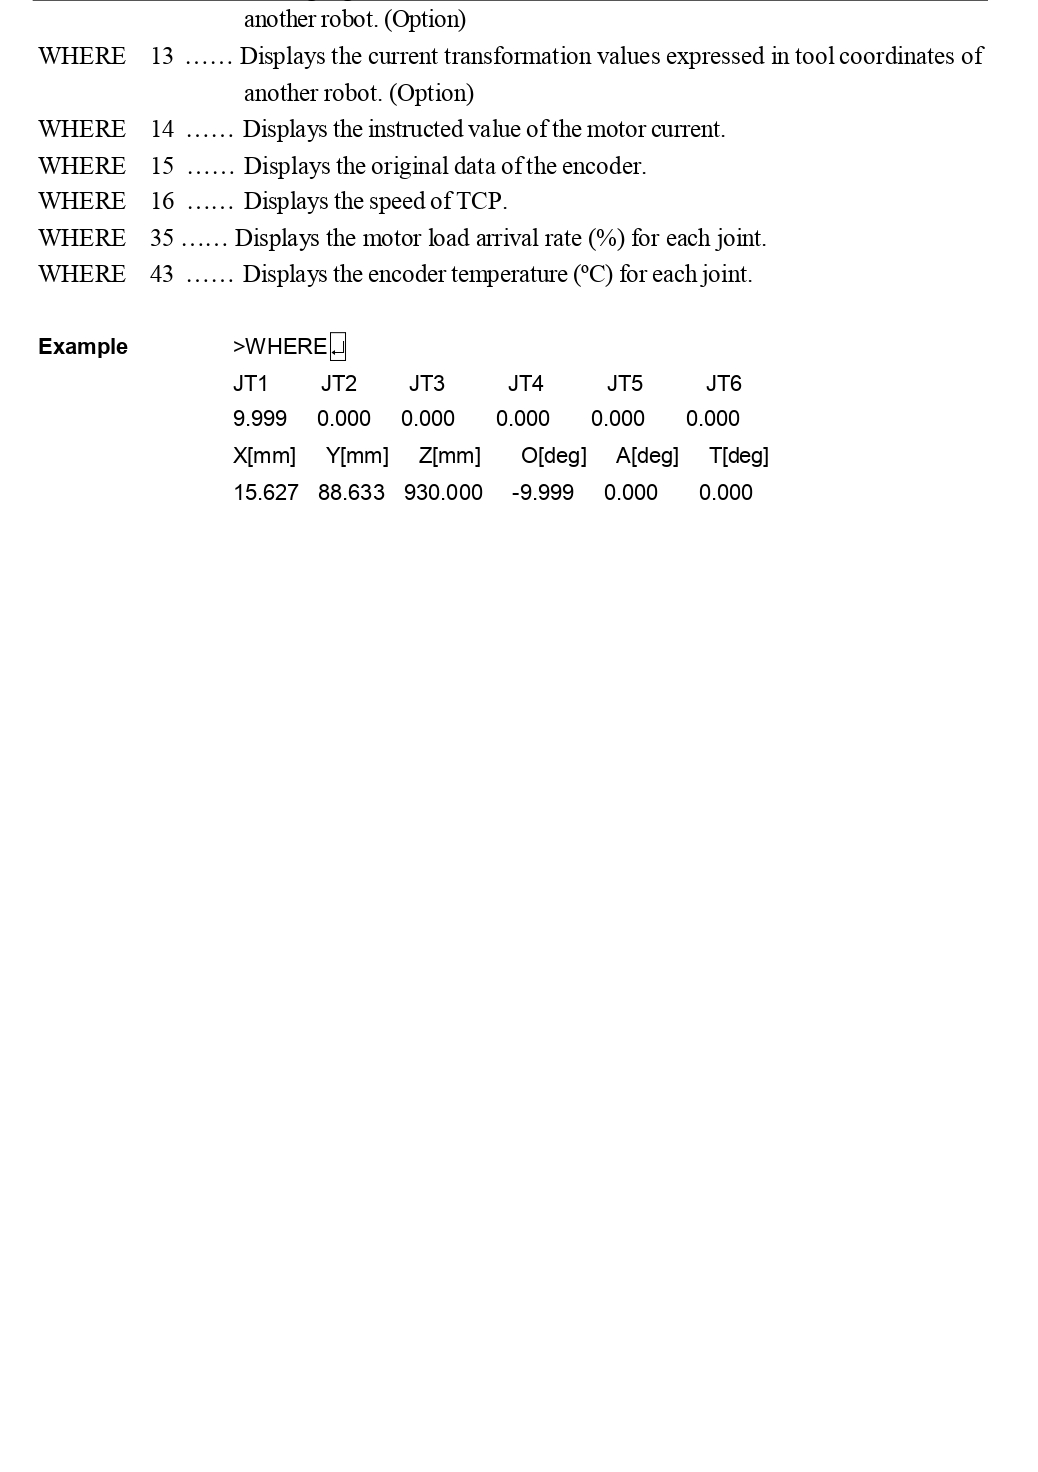 another robot. (Option)
WHERE 13 …… Displays the current transformation values expressed in tool coordinates of
another robot. (Option)
WHERE 14 …… Displays the instructed value of the motor current.
WHERE 15 …… Displays the original data of the encoder.
WHERE 16 …… Displays the speed of TCP.
WHERE 35 …… Displays the motor load arrival rate (%) for each joint.
WHERE 43 …… Displays the encoder temperature (ºC) for each joint.
Example >WHERE↵
JT1 JT2 JT3 JT4 JT5 JT6
9.999 0.000 0.000 0.000 0.000 0.000
X[mm] Y[mm] Z[mm] O[deg] A[deg] T[deg]
15.627 88.633 930.000 -9.999 0.000 0.000